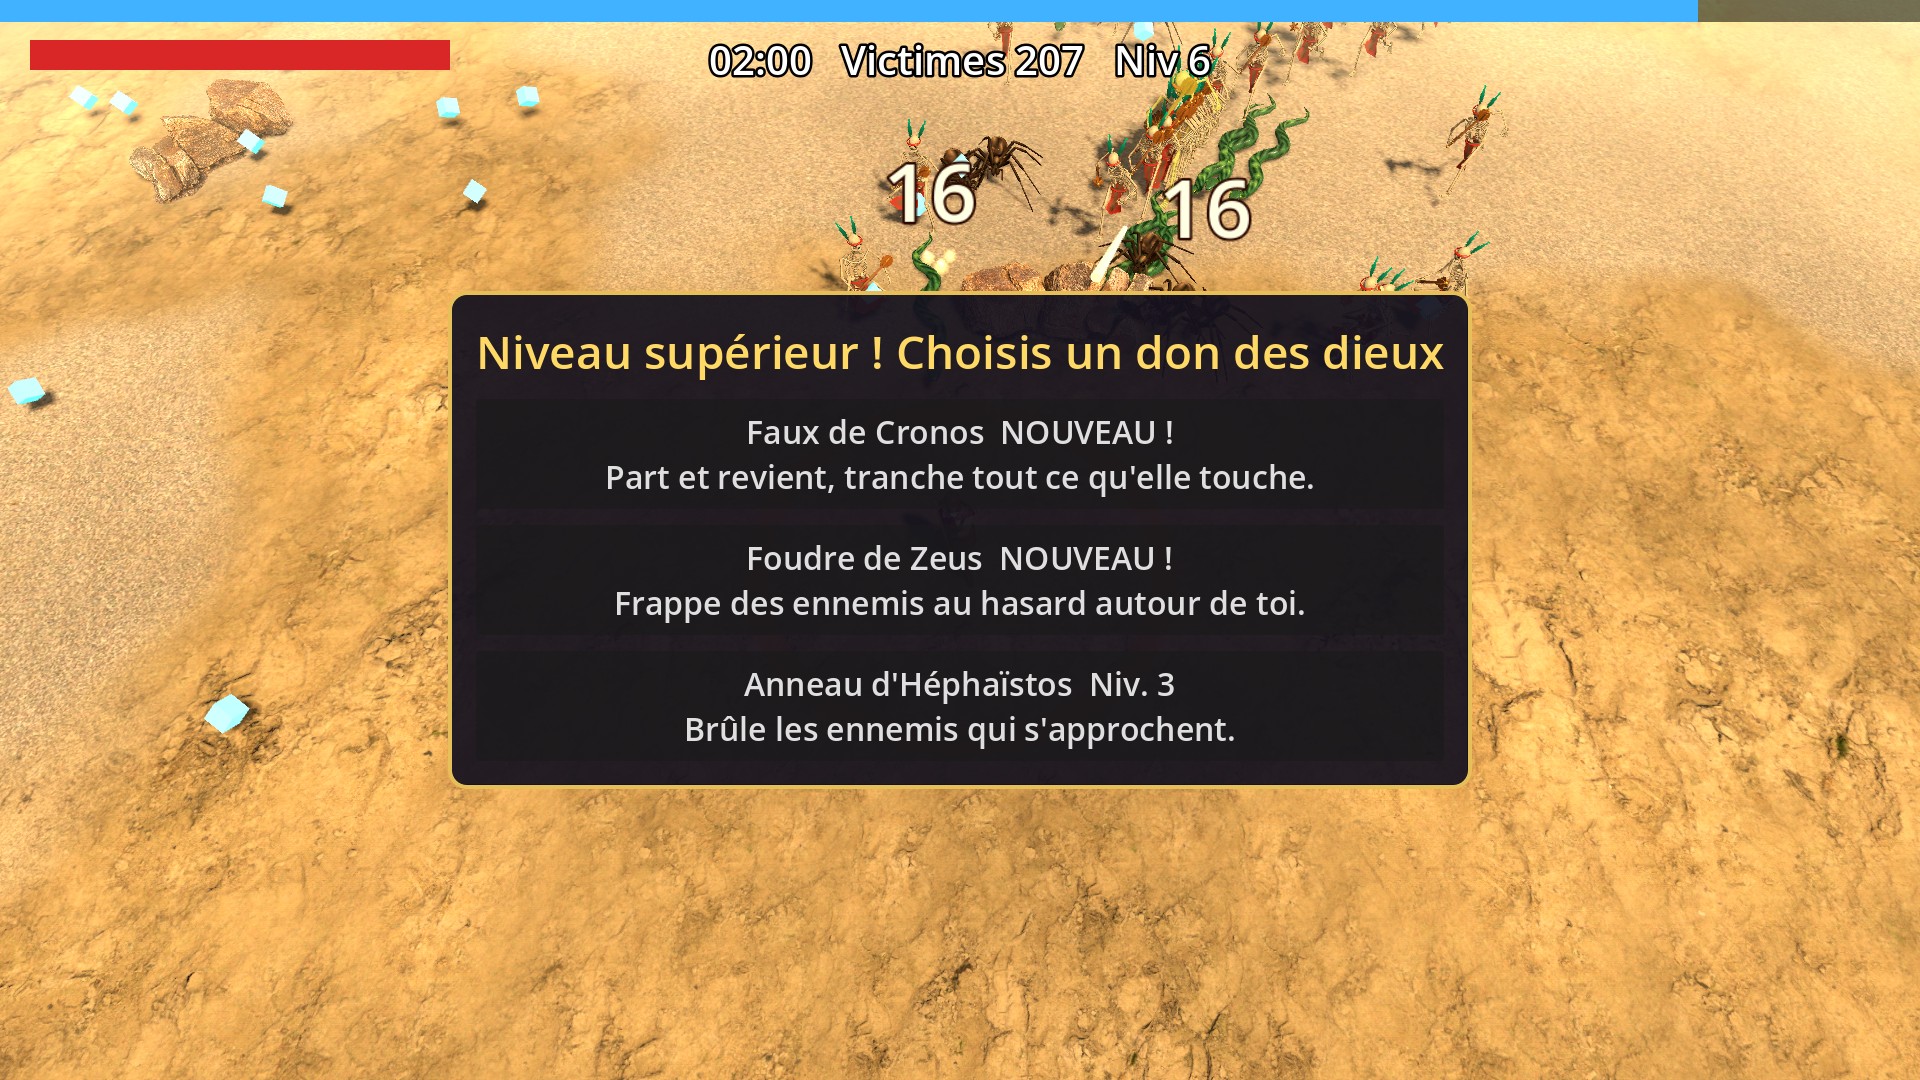 02:00 Victimes 207 Niv 6
16
16
Niveau supérieur ! Choisis un don des dieux
Faux de Cronos NOUVEAU !
Part et revient, tranche tout ce qu'elle touche.
Foudre de Zeus NOUVEAU !
Frappe des ennemis au hasard autour de toi.
Anneau d'Héphaïstos Niv. 3
Brûle les ennemis qui s'approchent.